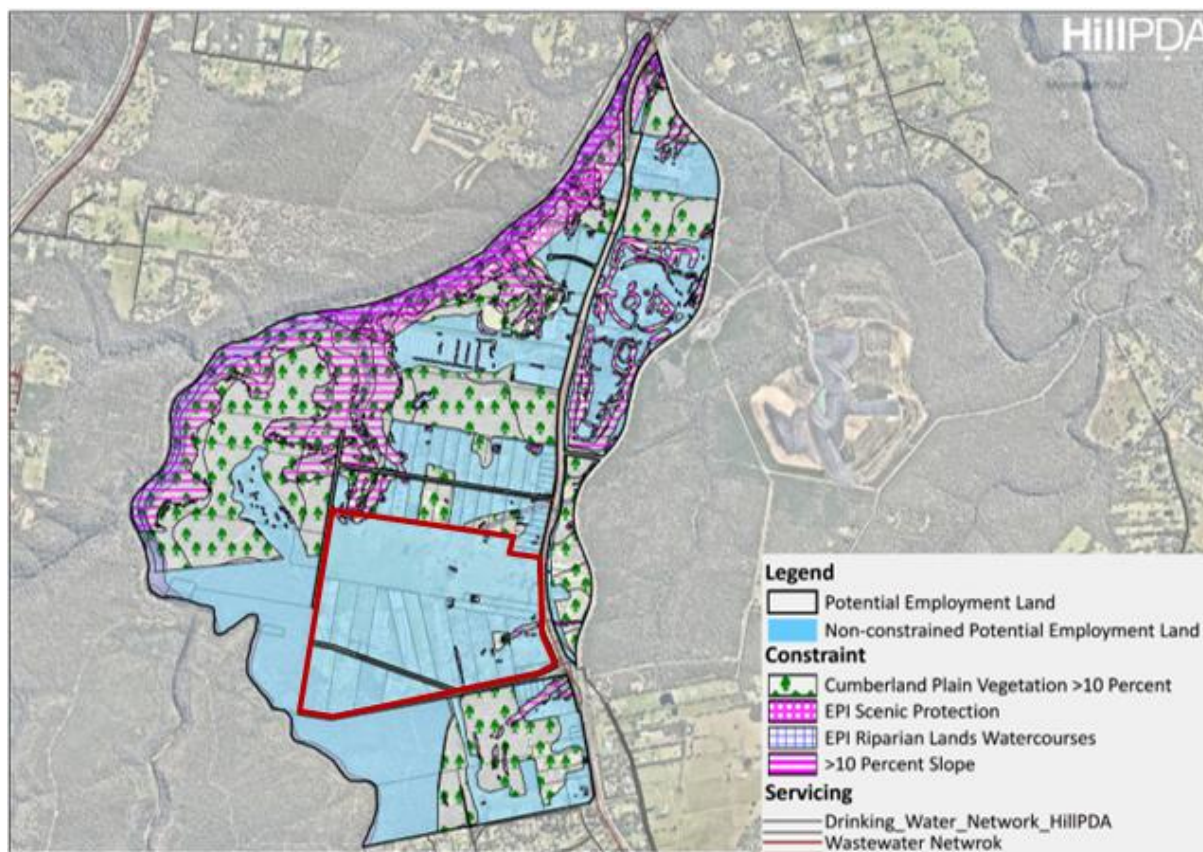 HillPDA
Legend
Potential Employment Land
Non-constrained Potential Employment Land
Constraint
Cumberland Plain Vegetation >10 Percent
EPI Scenic Protection
EPI Riparian Lands Watercourses
>10 Percent Slope
Servicing
Drinking_Water_Network_HillPDA
Wastewater Netwrok